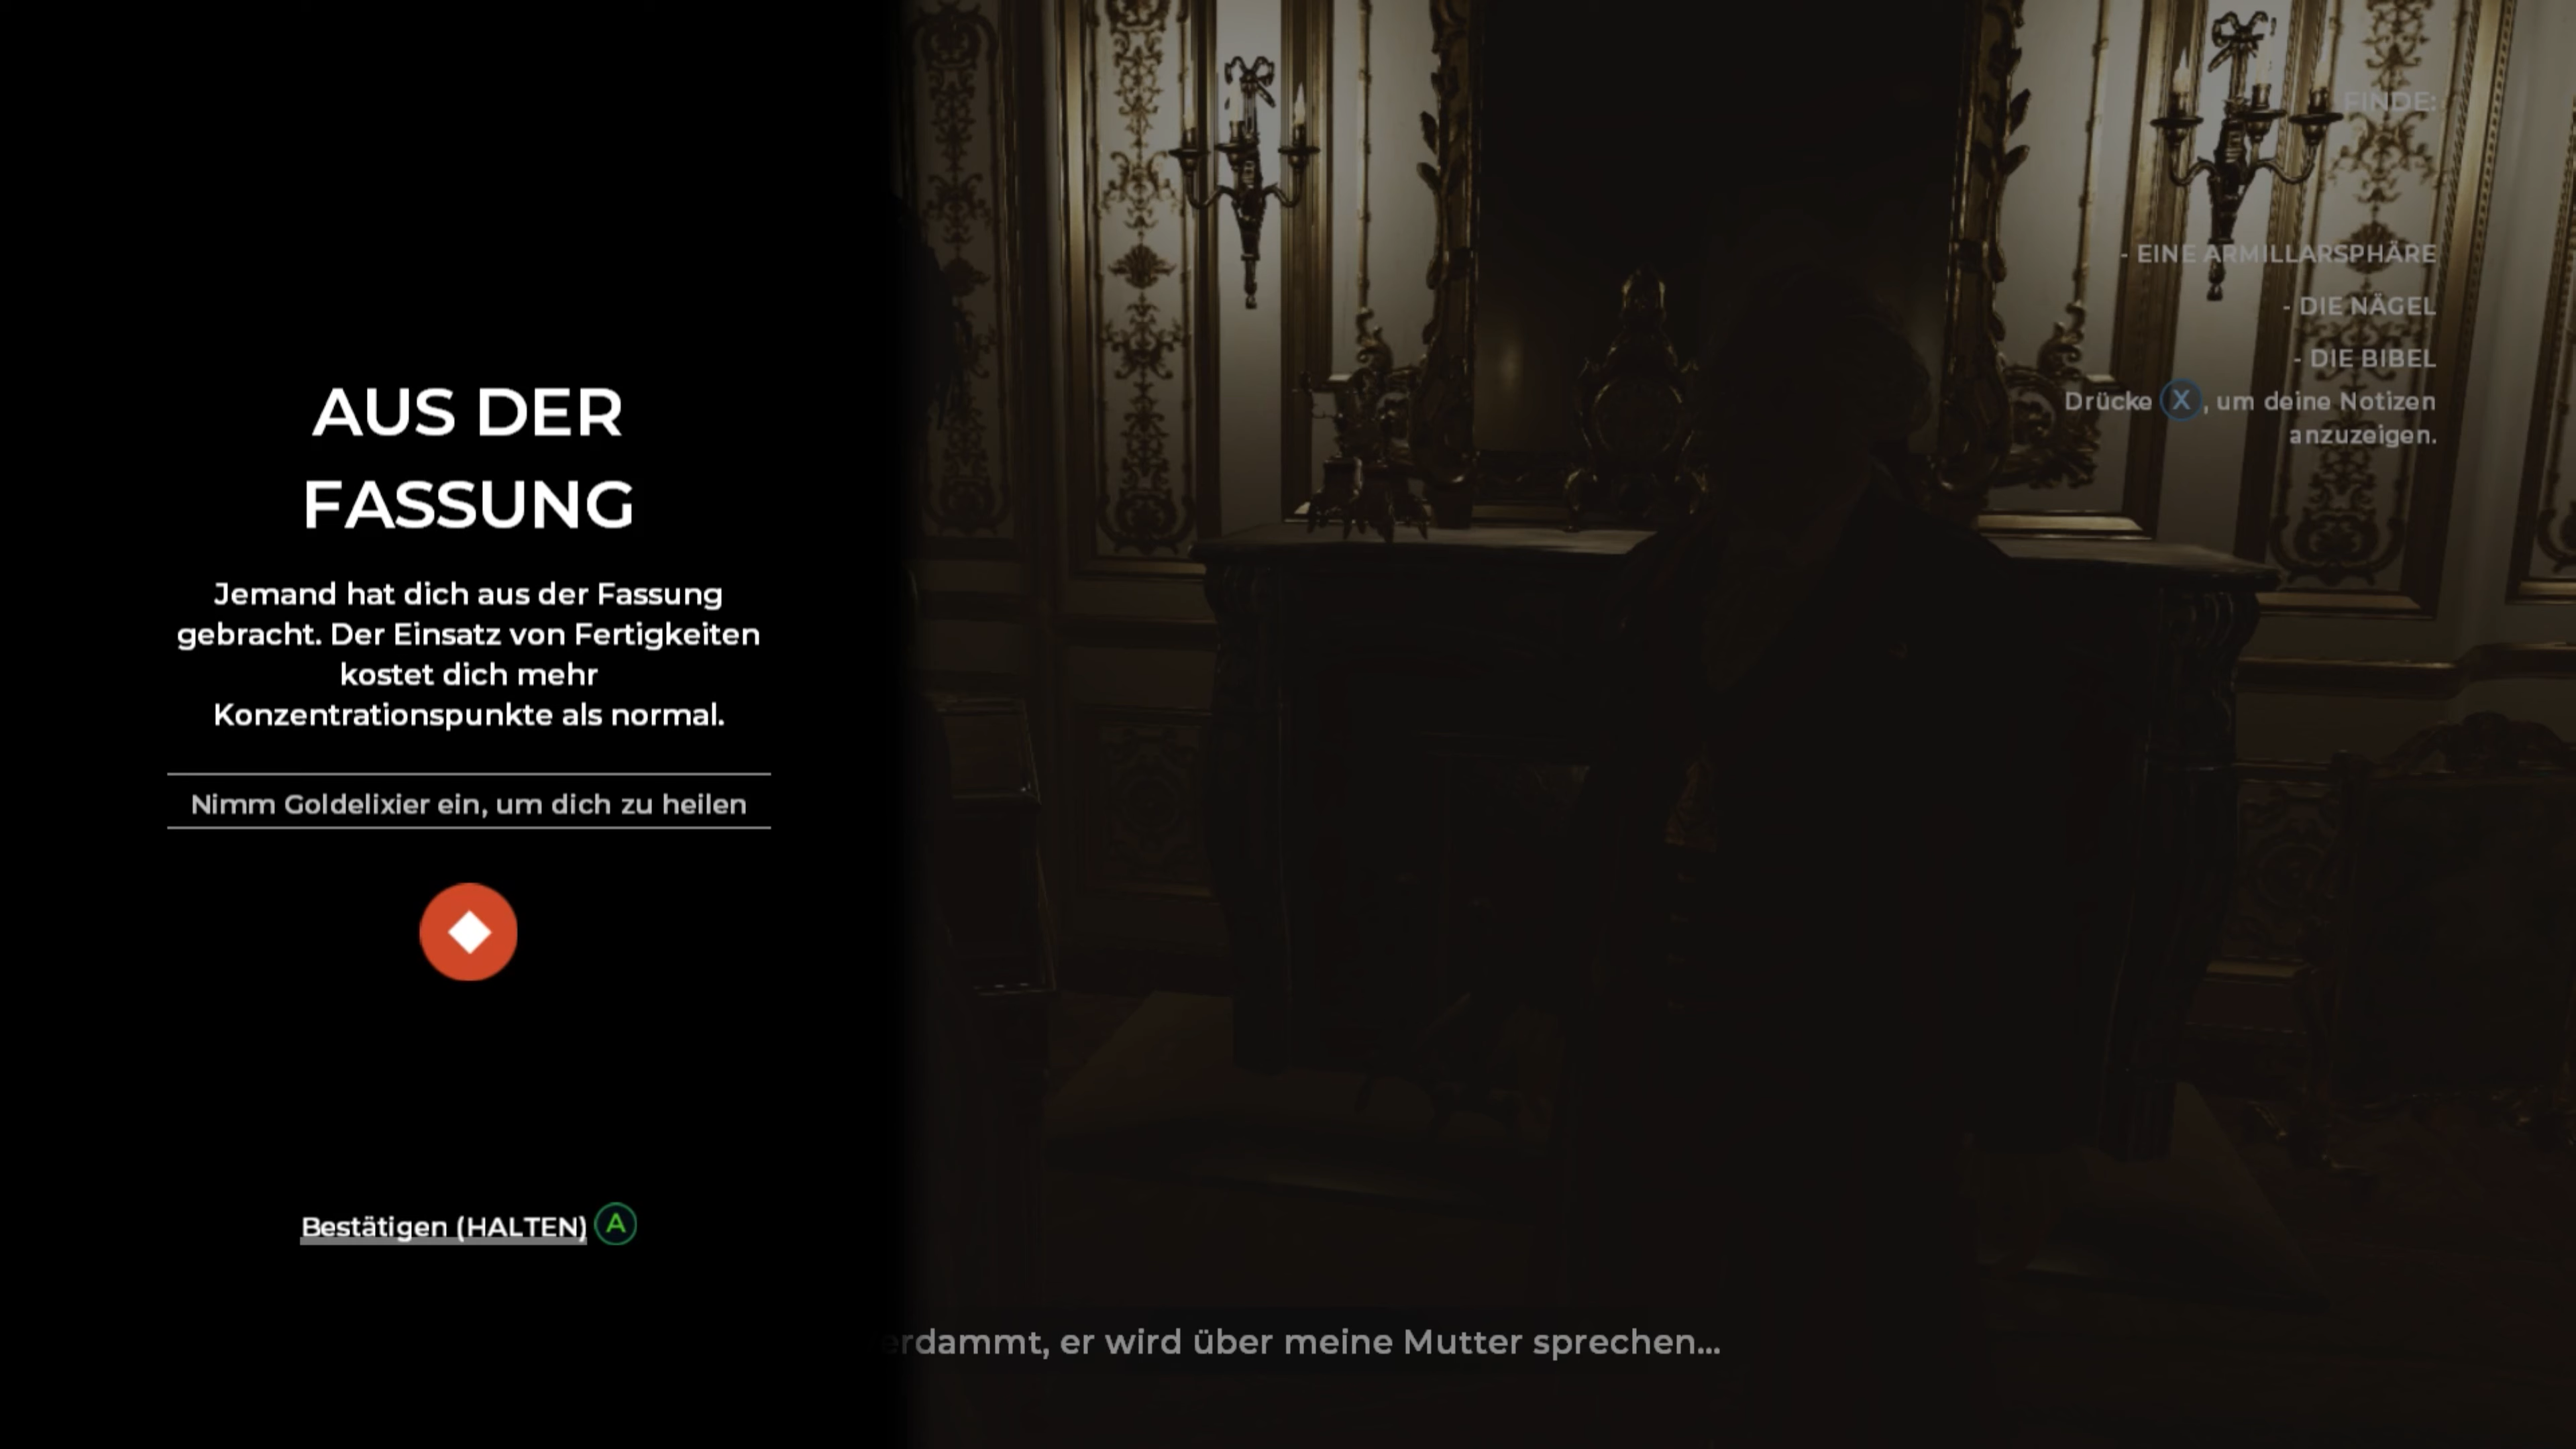 AUS DER
FASSUNG
Jemand hat dich aus der Fassung
gebracht. Der Einsatz von Fertigkeiten
kostet dich mehr
Konzentrationspunkte als normal.
Nimm Goldelixier ein, um dich zu heilen
Bestätigen (HALTEN) A
FINDE:
- EINE ARMILLARSPHÄRE
- DIE NÄGEL
- DIE BIBEL
Drücke X, um deine Notizen
anzuzeigen.
erdammt, er wird über meine Mutter sprechen...